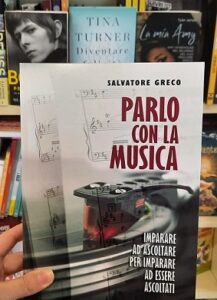 TINA
TURNER
Diventare
La mia Amy
SALVATORE GRECO
PARLO
CON LA
MUSICA
IMPARARE
AD ASCOLTARE
PER IMPARARE
AD ESSERE
ASCOLTATI